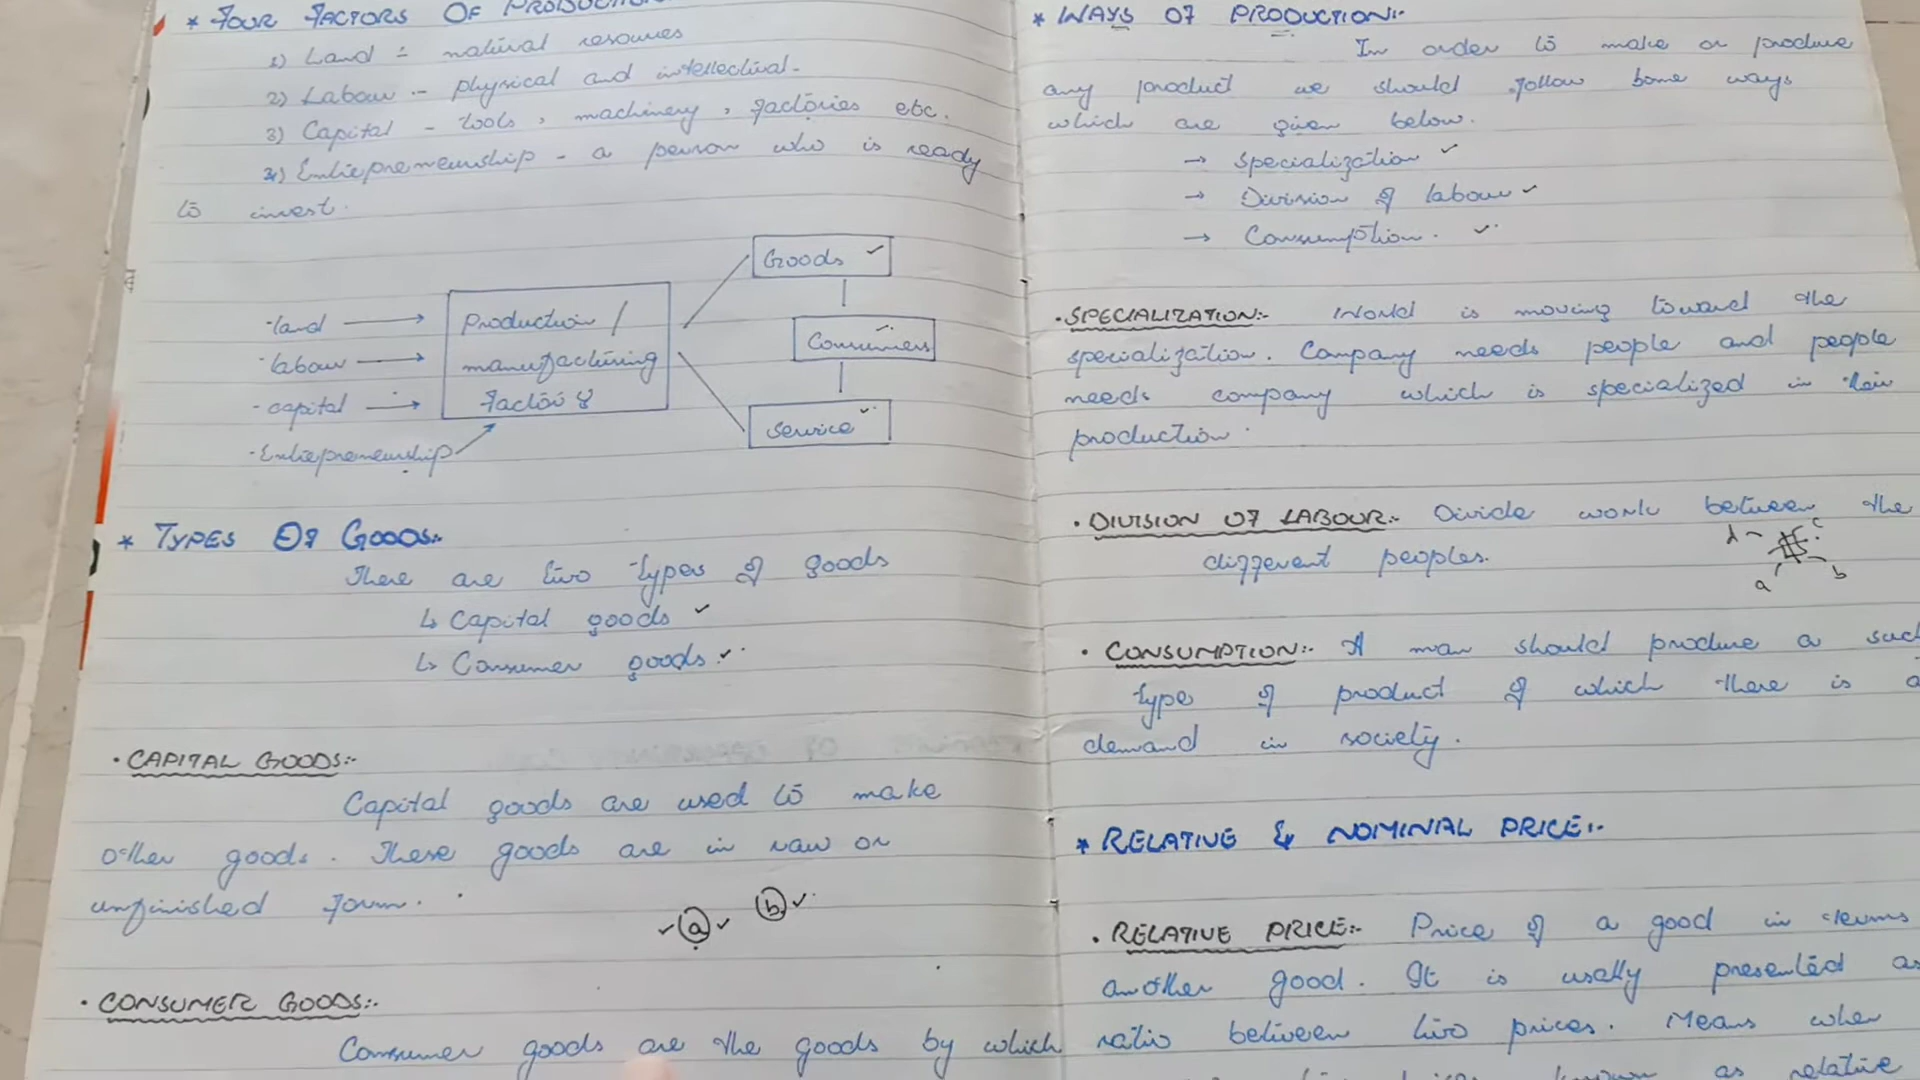 * FOUR FACTORS OF PRODUCTION
1) Land :- natural resources
2) Labour :- physical and intellectual.
3) Capital - tools, machinery, factories etc.
4) Entrepreneurship - a person who is ready
to invest.
Goods ✓
-land →
-labour →
-capital →
-Entrepreneurship
Production /
manufacturing
Factory
Consumers
Service
* TYPES OF GOODS:-
There are two types of goods
↳ Capital goods ✓
↳ Consumer goods ✓
• CAPITAL GOODS:-
Capital goods are used to make
other goods. These goods are in raw or
unfinished form.
✓ a ✓ b ✓
• CONSUMER GOODS:-
Consumer goods are the goods by which
* WAYS OF PRODUCTION:-
In order to make or produce
any product we should follow some ways
which are given below.
→ Specialization ✓
→ Division of labour ✓
→ Consumption. ✓
• SPECIALIZATION:- World is moving toward the
specialization. Company needs people and people
needs company which is specialized in their
production.
• DIVISION OF LABOUR:- Divide work between the
different peoples.
d c
a b
• CONSUMPTION:- A man should produce a such
type of product of which there is a
demand in society.
* RELATIVE & NOMINAL PRICE:-
• RELATIVE PRICE:- Price of a good in terms
another good. It is usally presented as
ratio between two prices. Means when
known as relative